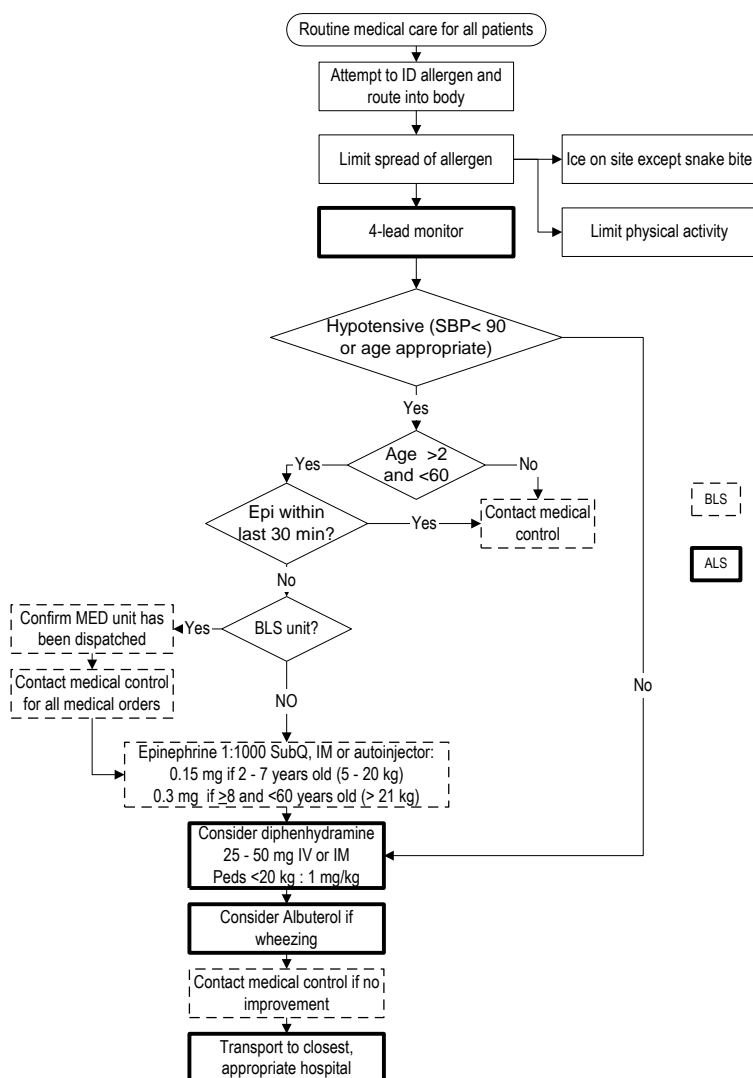 Routine medical care for all patients
Attempt to ID allergen and
route into body
Limit spread of allergen
Ice on site except snake bite
4-lead monitor
Limit physical activity
Hypotensive (SBP< 90
or age appropriate)
Yes
Age >2
and <60
Yes
No
Epi within
last 30 min?
Yes
Contact medical
control
BLS
ALS
No
Confirm MED unit has
been dispatched
Yes
BLS unit?
Contact medical control
for all medical orders
NO
No
Epinephrine 1:1000 SubQ, IM or autoinjector:
0.15 mg if 2 - 7 years old (5 - 20 kg)
0.3 mg if ≥8 and <60 years old (> 21 kg)
Consider diphenhydramine
25 - 50 mg IV or IM
Peds <20 kg : 1 mg/kg
Consider Albuterol if
wheezing
Contact medical control if no
improvement
Transport to closest,
appropriate hospital